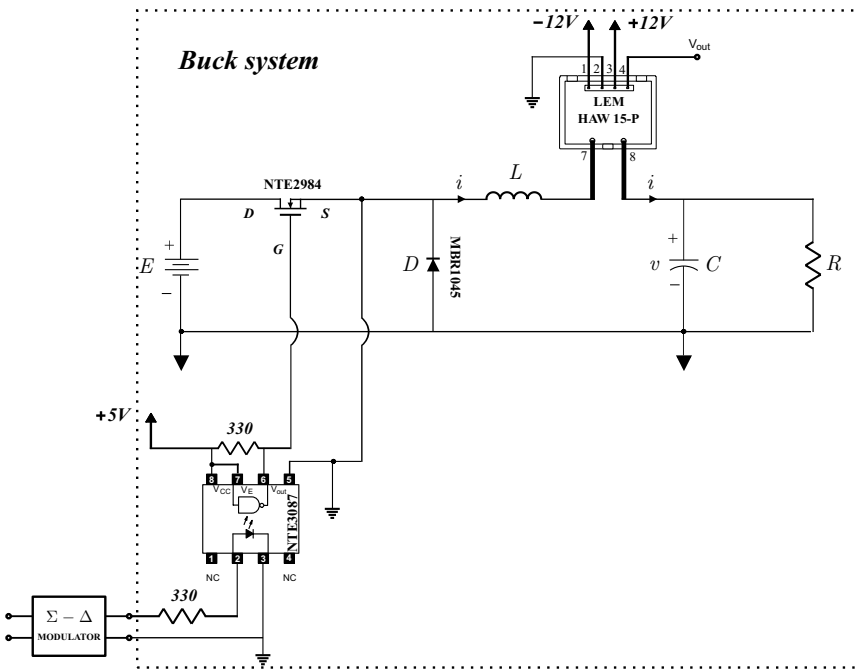 −12V
+12V
Buck system
Vout
1 2 3 4
LEM
HAW 15-P
7
8
NTE2984
i
L
i
D
S
G
+
E
−
D
MBR1045
+
v
C
−
R
+5V
330
8 7 6 5
VCC
VE
Vout
NTE3087
1 2 3 4
NC
NC
330
Σ − Δ
MODULATOR